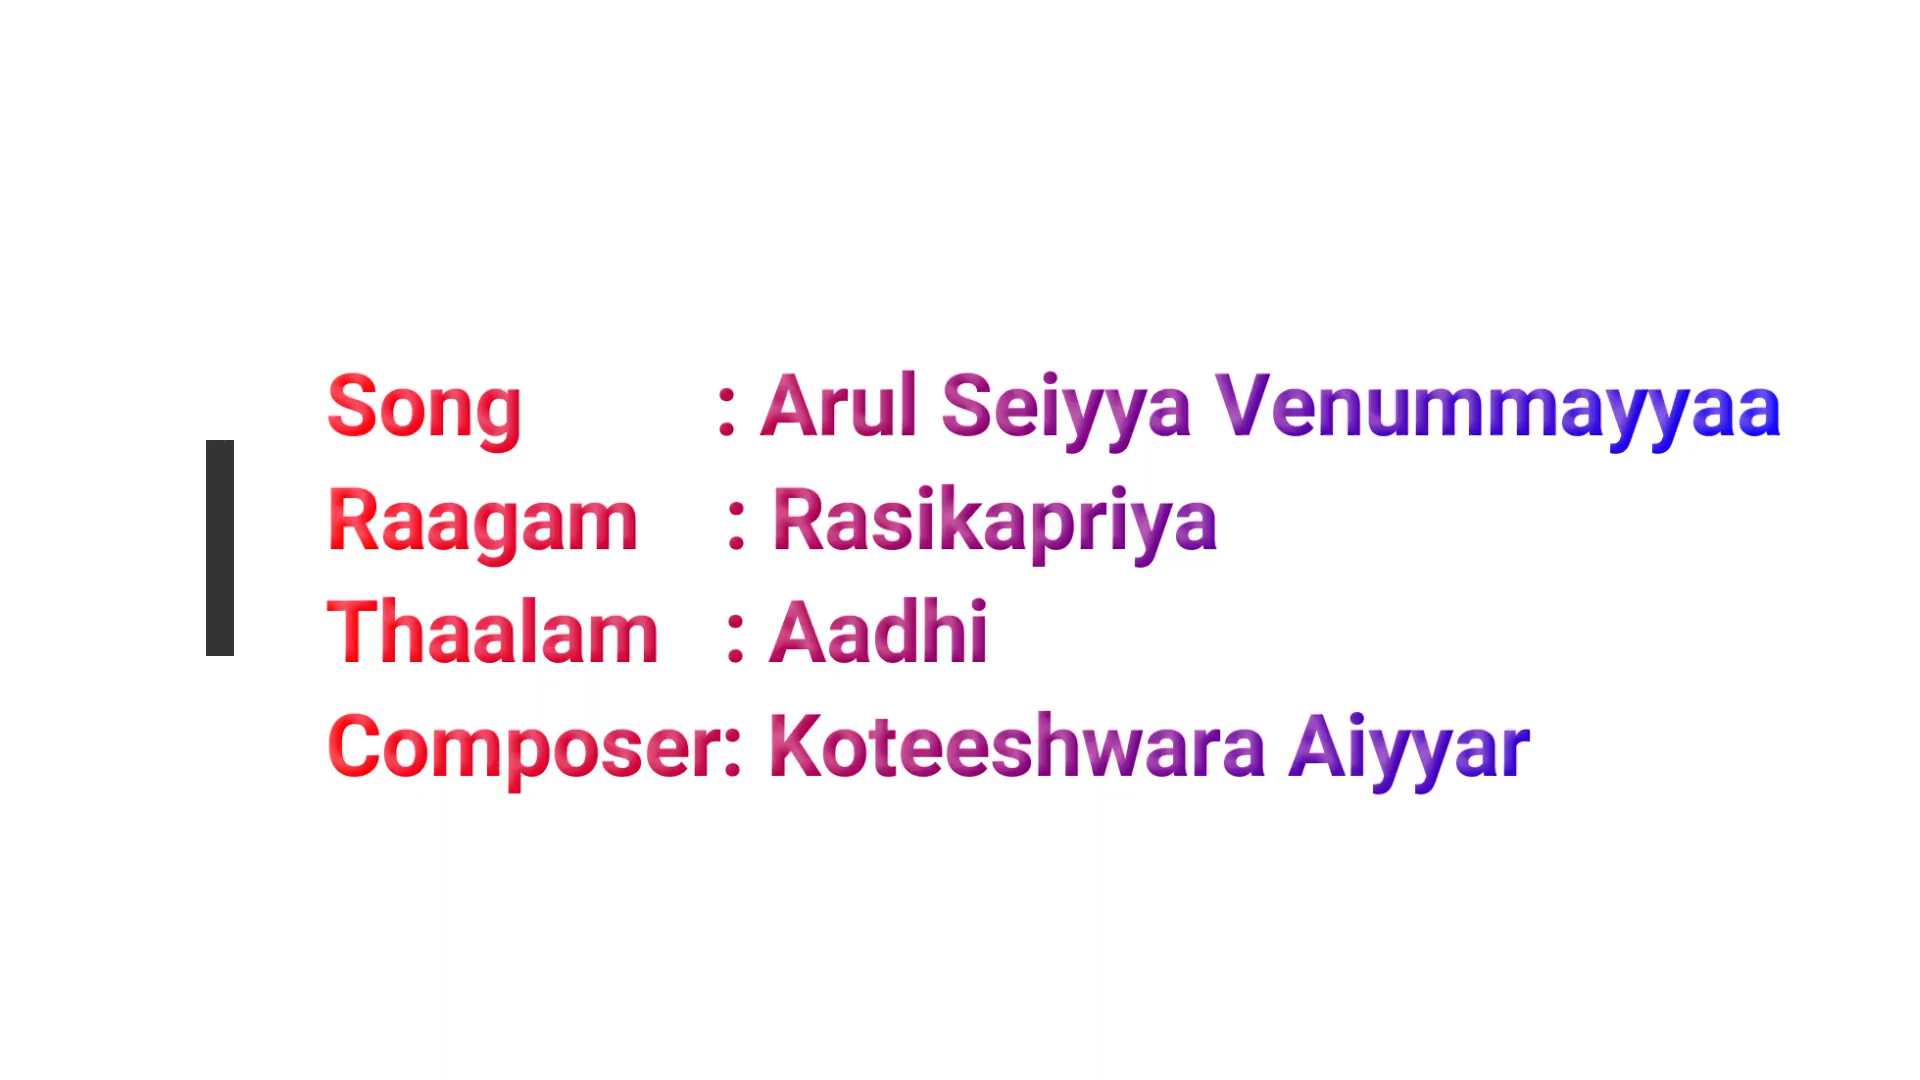 Song : Arul Seiyya Venummayyaa
Raagam : Rasikapriya
Thaalam : Aadhi
Composer: Koteeshwara Aiyyar